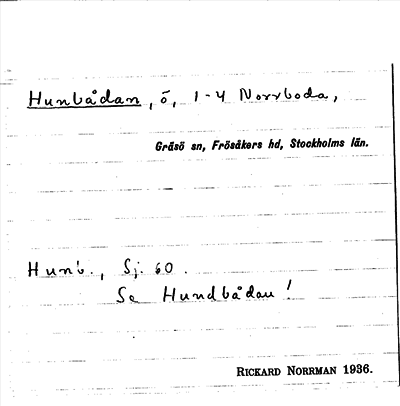 Hunbådan, ö, 1-4 Norrboda,
Gräsö sn, Frösåkers hd, Stockholms län.
Hunb., Sj. 60.
Se Hundbådan!
RICKARD NORRMAN 1936.